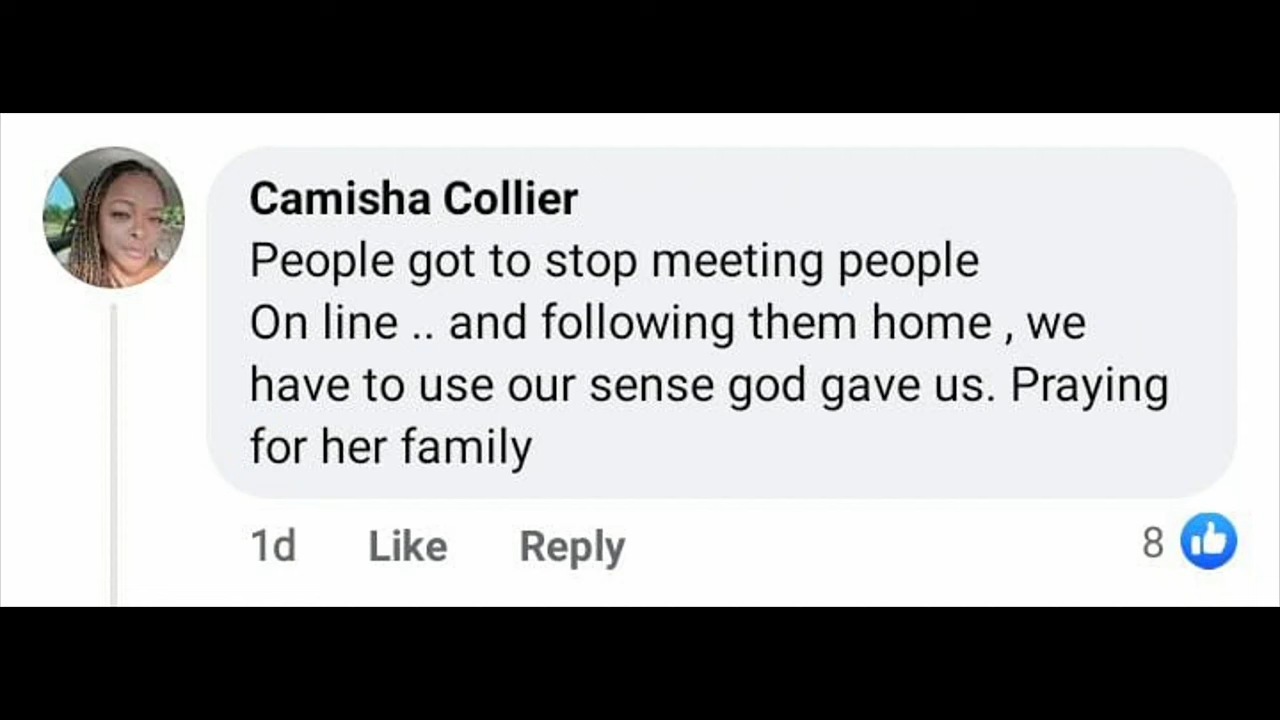 Camisha Collier
People got to stop meeting people
On line .. and following them home , we
have to use our sense god gave us. Praying
for her family
1d Like Reply 8